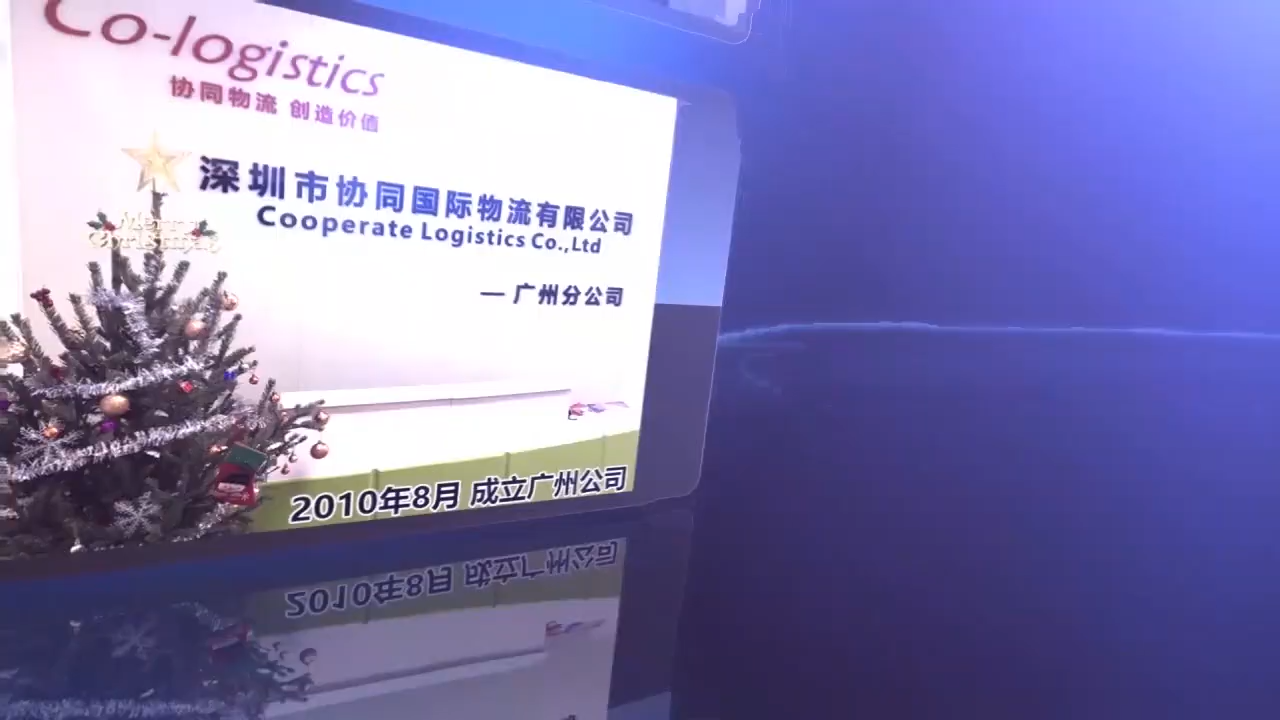 Co-logistics
协同物流 创造价值
深圳市协同国际物流有限公司
Cooperate Logistics Co.,Ltd
— 广州分公司
Merry
Christmas
2010年8月 成立广州公司